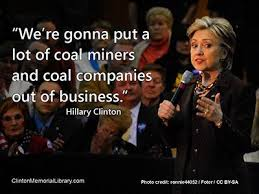 “We’re gonna put a
lot of coal miners
and coal companies
out of business.”
Hillary Clinton
ClintonMemorialLibrary.com
Photo credit: ronnie44052 / Foter / CC BY-SA